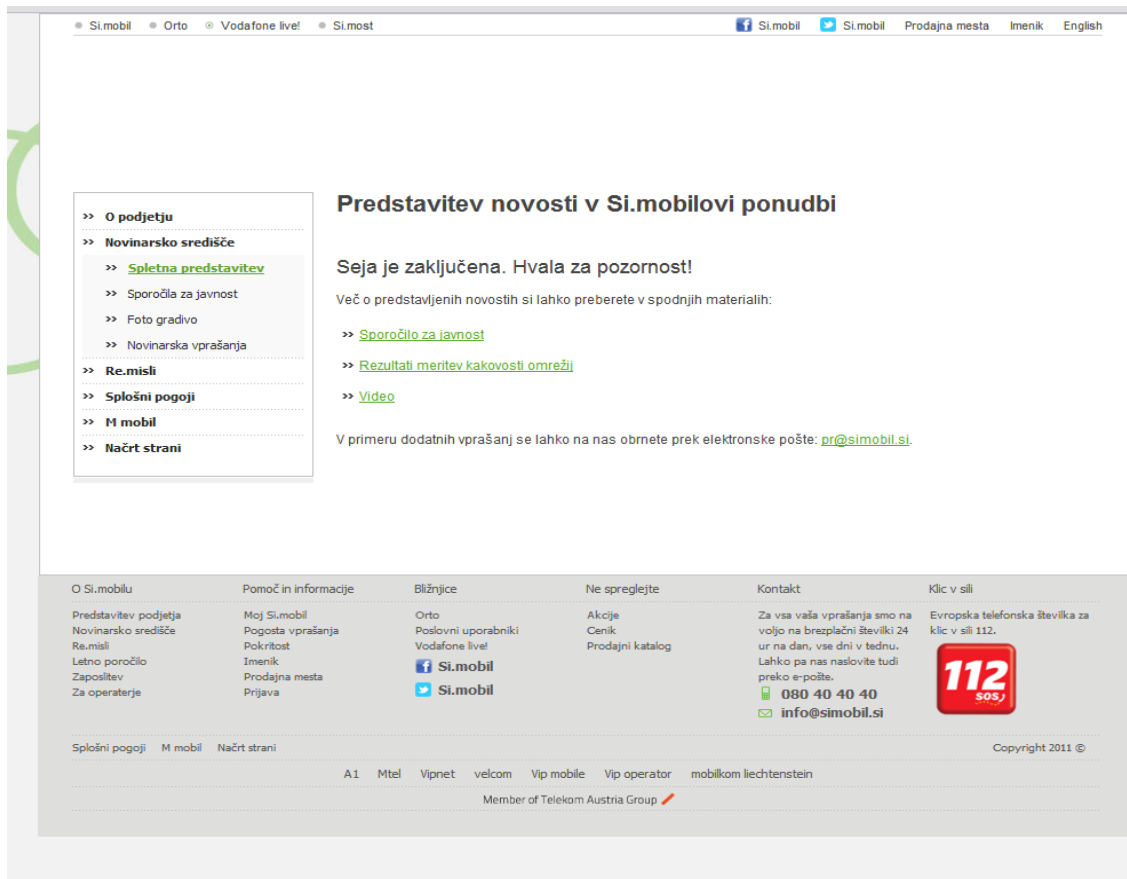 Si.mobil Orto Vodafone live! Si.most Si.mobil Si.mobil Prodajna mesta Imenik English
Predstavitev novosti v Si.mobilovi ponudbi
>> O podjetju
>> Novinarsko središče
>> Spletna predstavitev
>> Sporočila za javnost
>> Foto gradivo
>> Novinarska vprašanja
>> Re.misli
>> Splošni pogoji
>> M mobil
>> Načrt strani
Seja je zaključena. Hvala za pozornost!
Več o predstavljenih novostih si lahko preberete v spodnjih materialih:
>> Sporočilo za javnost
>> Rezultati meritev kakovosti omrežij
>> Video
V primeru dodatnih vprašanj se lahko na nas obrnete prek elektronske pošte: pr@simobil.si.
O Si.mobilu
Predstavitev podjetja
Novinarsko središče
Re.misli
Letno poročilo
Zaposlitev
Za operaterje
Pomoč in informacije
Moj Si.mobil
Pogosta vprašanja
Pokritost
Imenik
Prodajna mesta
Prijava
Bližnjice
Orto
Poslovni uporabniki
Vodafone live!
Si.mobil
Si.mobil
Ne spreglejte
Akcije
Cenik
Prodajni katalog
Kontakt
Za vsa vaša vprašanja smo na
voljo na brezplačni številki 24
ur na dan, vse dni v tednu.
Lahko pa nas naslovite tudi
preko e-pošte.
080 40 40 40
info@simobil.si
Klic v sili
Evropska telefonska številka za
klic v sili 112.
112
SOS
Splošni pogoji M mobil Načrt strani Copyright 2011 ©
A1 Mtel Vipnet velcom Vip mobile Vip operator mobilkom liechtenstein
Member of Telekom Austria Group